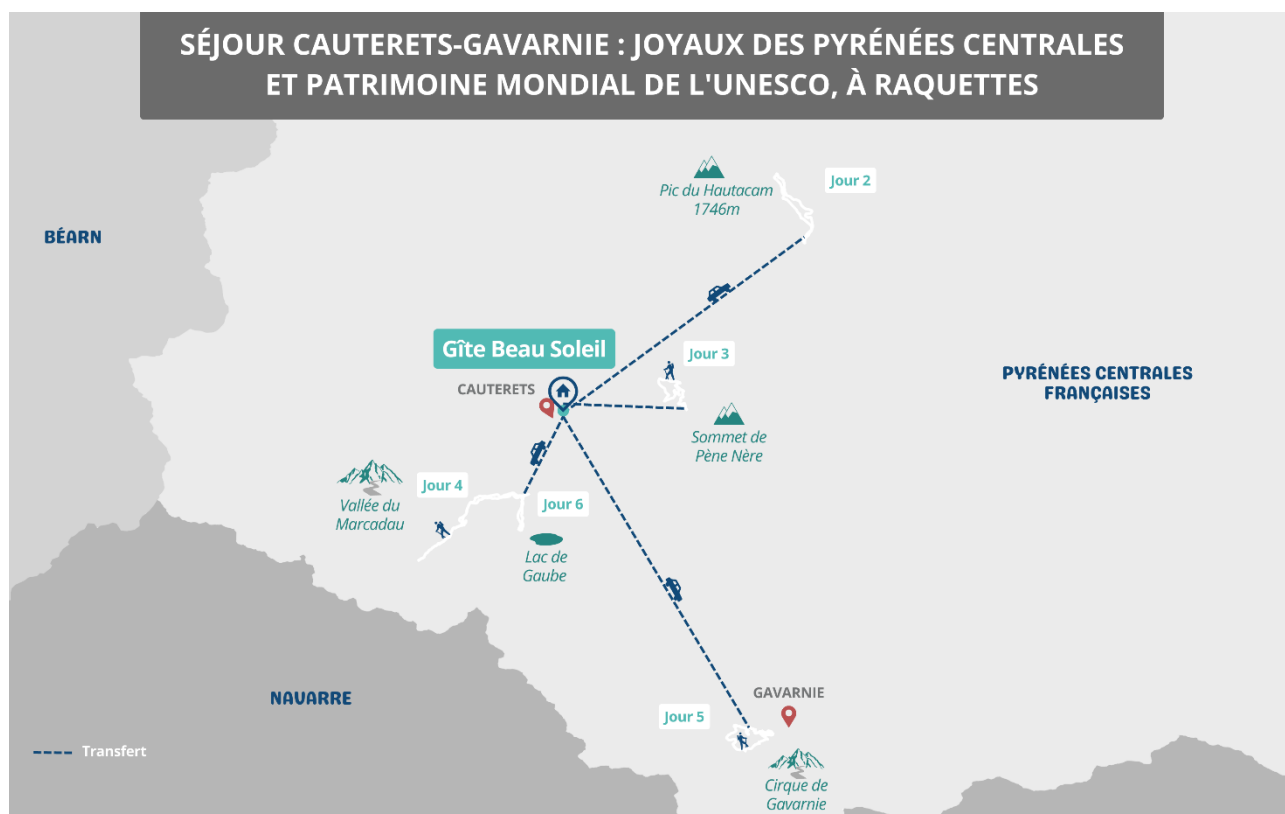 SÉJOUR CAUTERETS-GAVARNIE : JOYAUX DES PYRÉNÉES CENTRALES
ET PATRIMOINE MONDIAL DE L'UNESCO, À RAQUETTES
Pic du Hautacam
1746m
Jour 2
BÉARN
Gîte Beau Soleil
Jour 3
CAUTERETS
PYRÉNÉES CENTRALES
FRANÇAISES
Sommet de
Pène Nère
Jour 4
Vallée du
Marcadau
Jour 6
Lac de
Gaube
NAVARRE
GAVARNIE
Jour 5
Transfert
Cirque de
Gavarnie